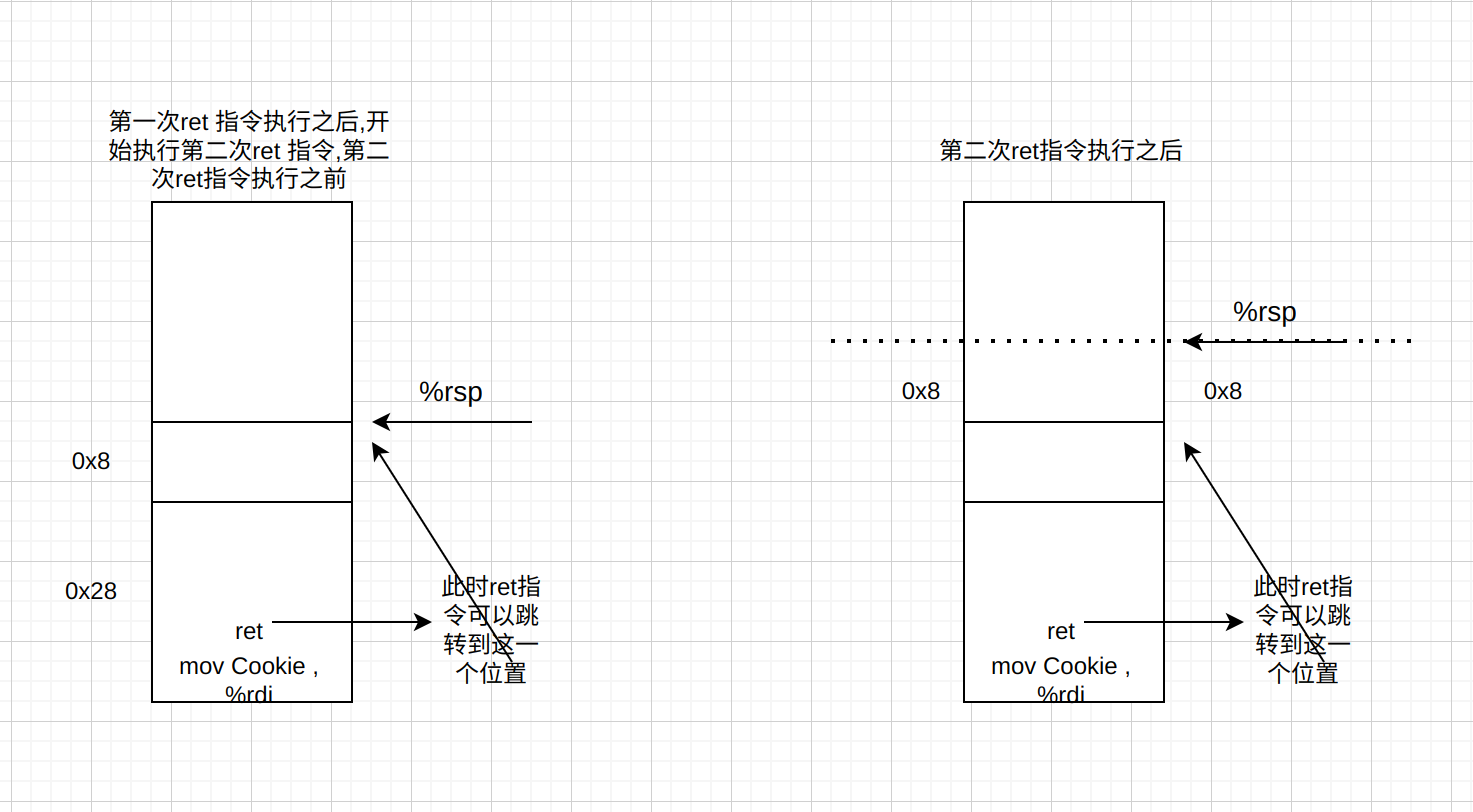 第一次ret 指令执行之后,开
始执行第二次ret 指令,第二
次ret指令执行之前
%rsp
0x8
0x28
ret
mov Cookie ,
%rdi
此时ret指
令可以跳
转到这一
个位置
第二次ret指令执行之后
%rsp
0x8
0x8
ret
mov Cookie ,
%rdi
此时ret指
令可以跳
转到这一
个位置